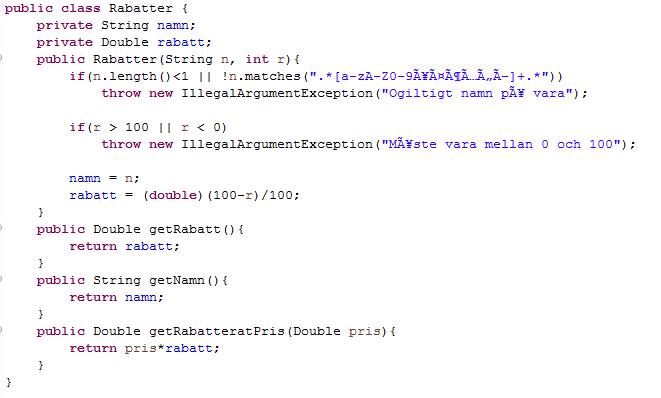 public class Rabatter {
    private String namn;
    private Double rabatt;
    public Rabatter(String n, int r){
        if(n.length()<1 || !n.matches(".*[a-zA-Z0-9Ã¥Ã¤Ã¶Ã…Ã„Ã–]+.*"))
            throw new IllegalArgumentException("Ogiltigt namn pÃ¥ vara");
        if(r > 100 || r < 0)
            throw new IllegalArgumentException("MÃ¥ste vara mellan 0 och 100");
        namn = n;
        rabatt = (double)(100-r)/100;
    }
    public Double getRabatt(){
        return rabatt;
    }
    public String getNamn(){
        return namn;
    }
    public Double getRabatteratPris(Double pris){
        return pris*rabatt;
    }
}